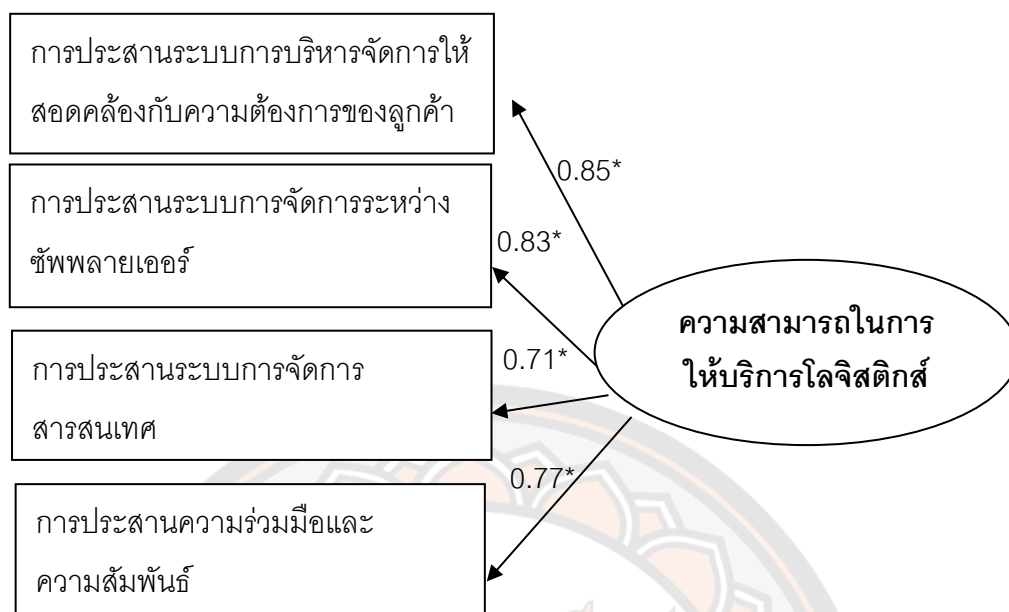 การประสานระบบการบริหารจัดการให้
สอดคล้องกับความต้องการของลูกค้า
0.85*
การประสานระบบการจัดการระหว่าง
ซัพพลายเออร์
0.83*
ความสามารถในการ
ให้บริการโลจิสติกส์
การประสานระบบการจัดการ
สารสนเทศ
0.71*
0.77*
การประสานความร่วมมือและ
ความสัมพันธ์